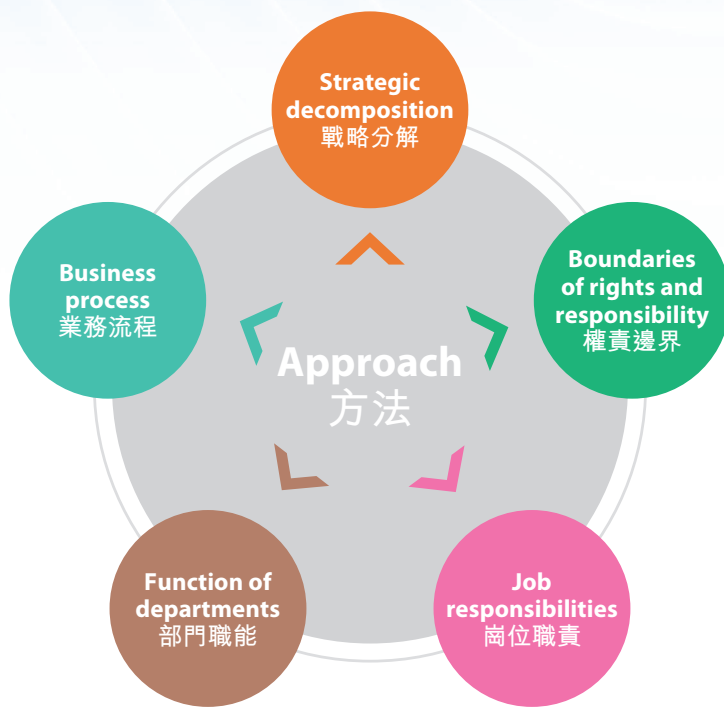 Strategic
decomposition
戰略分解
Business
process
業務流程
Boundaries
of rights and
responsibility
權責邊界
Approach
方法
Function of
departments
部門職能
Job
responsibilities
崗位職責